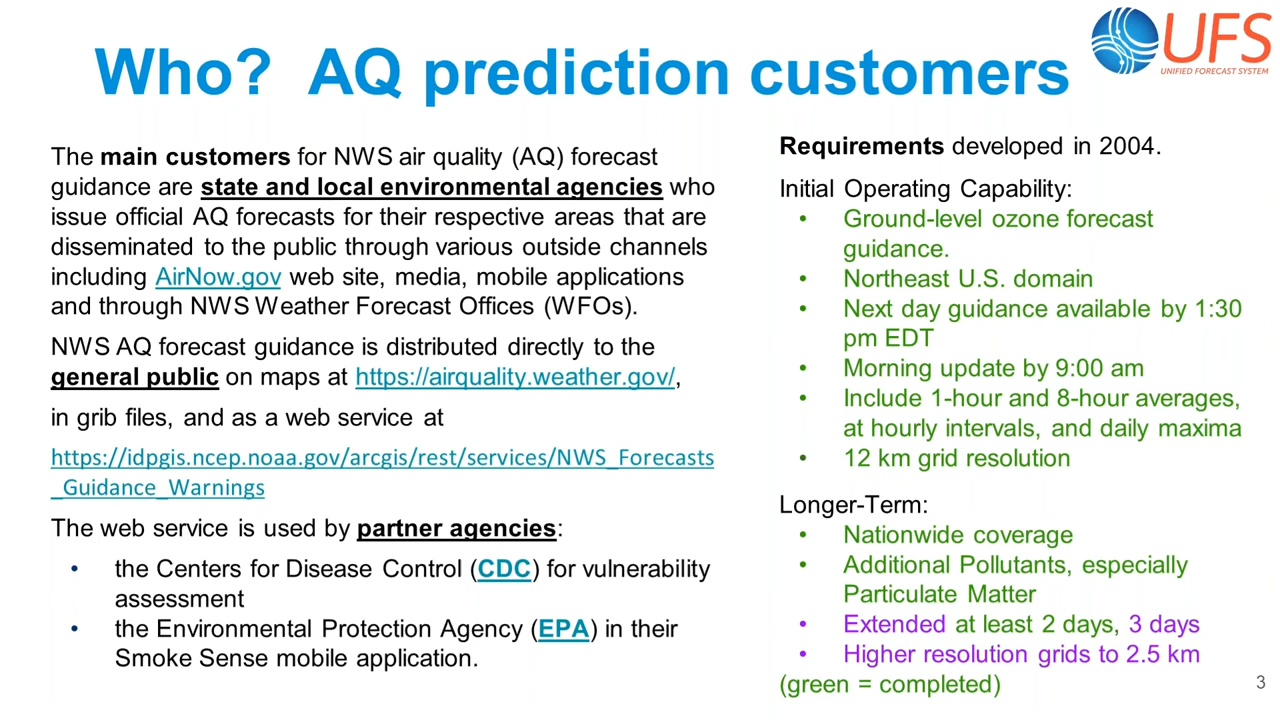 Who? AQ prediction customers
UFS
UNIFIED FORECAST SYSTEM
The main customers for NWS air quality (AQ) forecast
guidance are state and local environmental agencies who
issue official AQ forecasts for their respective areas that are
disseminated to the public through various outside channels
including AirNow.gov web site, media, mobile applications
and through NWS Weather Forecast Offices (WFOs).
NWS AQ forecast guidance is distributed directly to the
general public on maps at https://airquality.weather.gov/,
in grib files, and as a web service at
https://idpgis.ncep.noaa.gov/arcgis/rest/services/NWS_Forecasts
_Guidance_Warnings
The web service is used by partner agencies:
• the Centers for Disease Control (CDC) for vulnerability
assessment
• the Environmental Protection Agency (EPA) in their
Smoke Sense mobile application.
Requirements developed in 2004.
Initial Operating Capability:
• Ground-level ozone forecast
guidance.
• Northeast U.S. domain
• Next day guidance available by 1:30
pm EDT
• Morning update by 9:00 am
• Include 1-hour and 8-hour averages,
at hourly intervals, and daily maxima
• 12 km grid resolution
Longer-Term:
• Nationwide coverage
• Additional Pollutants, especially
Particulate Matter
• Extended at least 2 days, 3 days
• Higher resolution grids to 2.5 km
(green = completed)
3